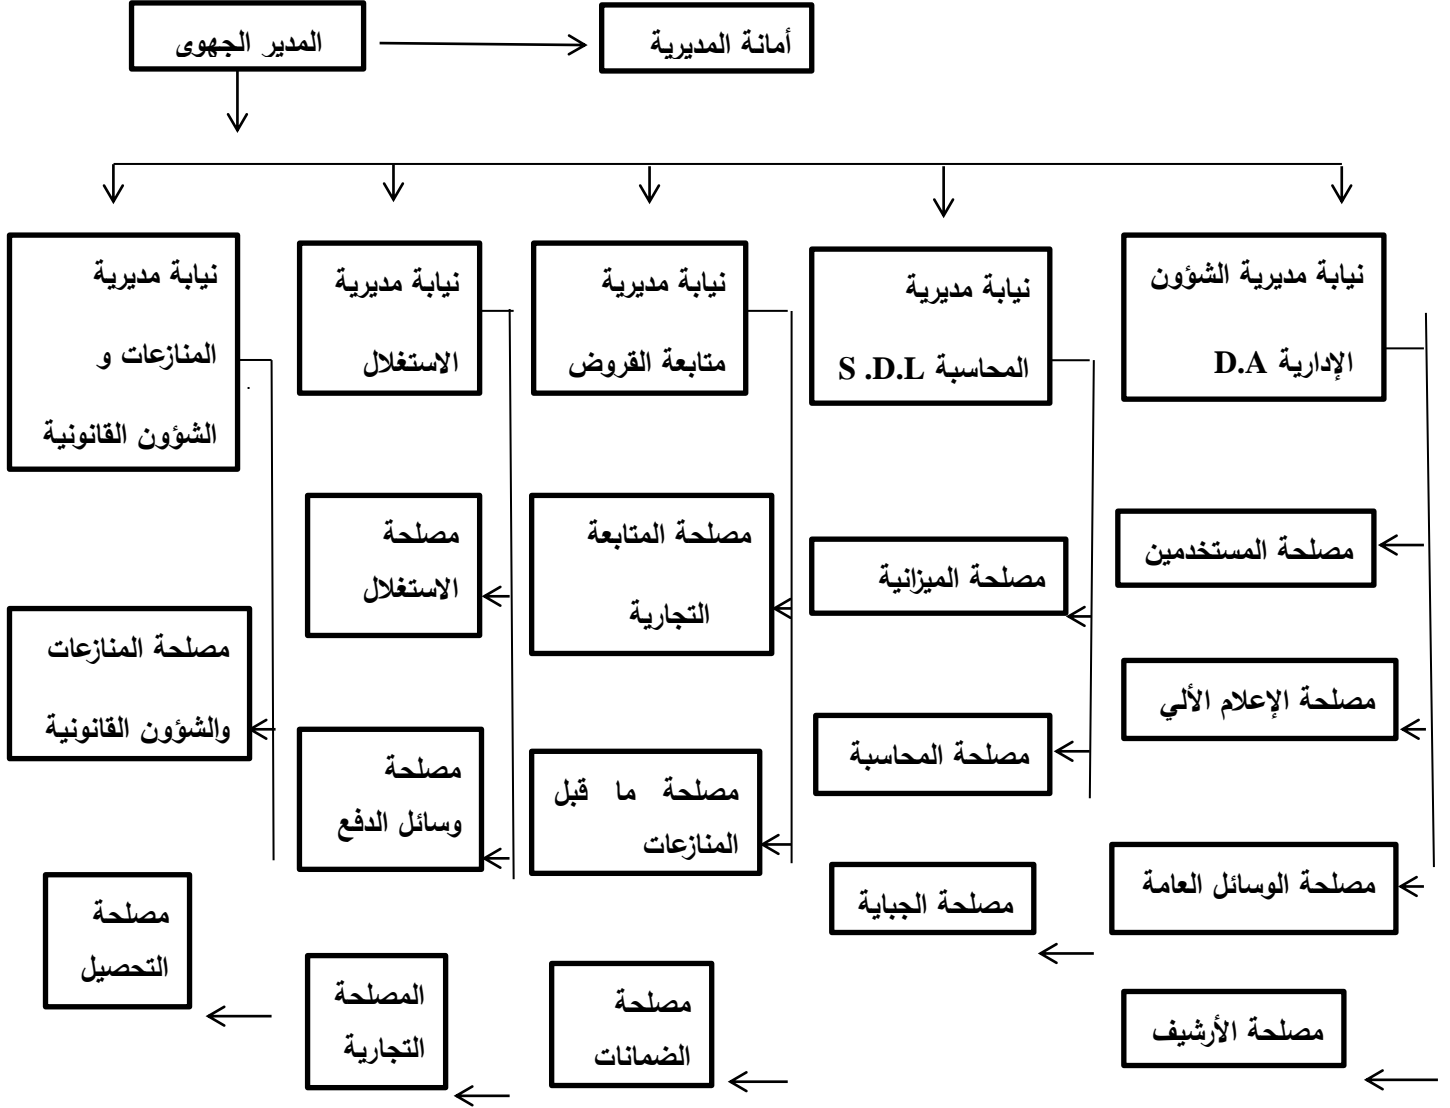 المدير الجهوى
أمانة المديرية
نيابة مديرية الشؤون
الإدارية D.A
نيابة مديرية
المحاسبة S .D.L
نيابة مديرية
متابعة القروض
نيابة مديرية
الاستغلال
نيابة مديرية
المنازعات و
الشؤون القانونية
مصلحة المستخدمين
مصلحة الميزانية
مصلحة المتابعة
التجارية
مصلحة
الاستغلال
مصلحة المنازعات
والشؤون القانونية
مصلحة الإعلام الألي
مصلحة المحاسبة
مصلحة ما قبل
المنازعات
مصلحة
وسائل الدفع
مصلحة
التحصيل
مصلحة الوسائل العامة
مصلحة الجباية
مصلحة
الضمانات
المصلحة
التجارية
مصلحة الأرشيف